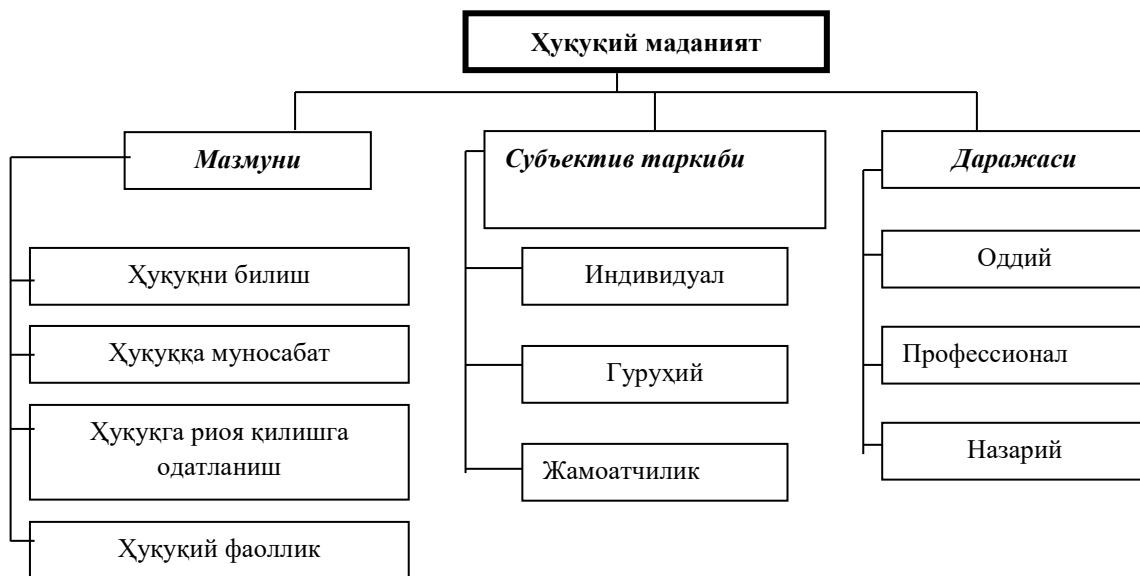 Ҳуқуқий маданият
Мазмуни
Субъектив таркиби
Даражаси
Ҳуқуқни билиш
Ҳуқуққа муносабат
Ҳуқуқга риоя қилишга
одатланиш
Ҳуқуқий фаоллик
Индивидуал
Гуруҳий
Жамоатчилик
Оддий
Профессионал
Назарий